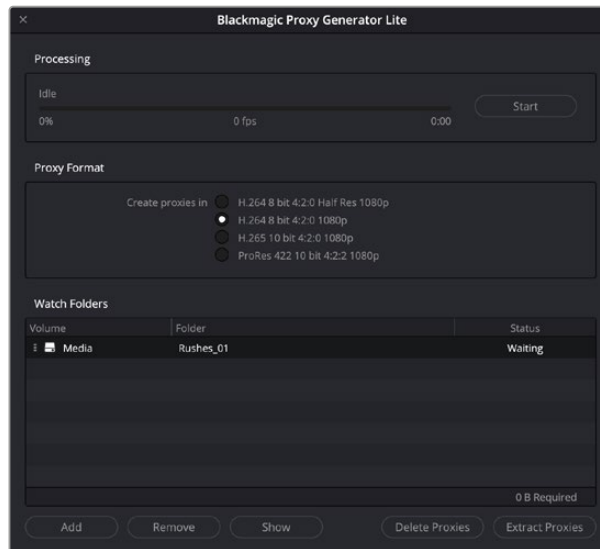 Blackmagic Proxy Generator Lite
Processing
Idle
Start
0% 0 fps 0:00
Proxy Format
Create proxies in H.264 8 bit 4:2:0 Half Res 1080p
H.264 8 bit 4:2:0 1080p
H.265 10 bit 4:2:0 1080p
ProRes 422 10 bit 4:2:2 1080p
Watch Folders
Volume Folder Status
Media Rushes_01 Waiting
0 B Required
Add Remove Show Delete Proxies Extract Proxies